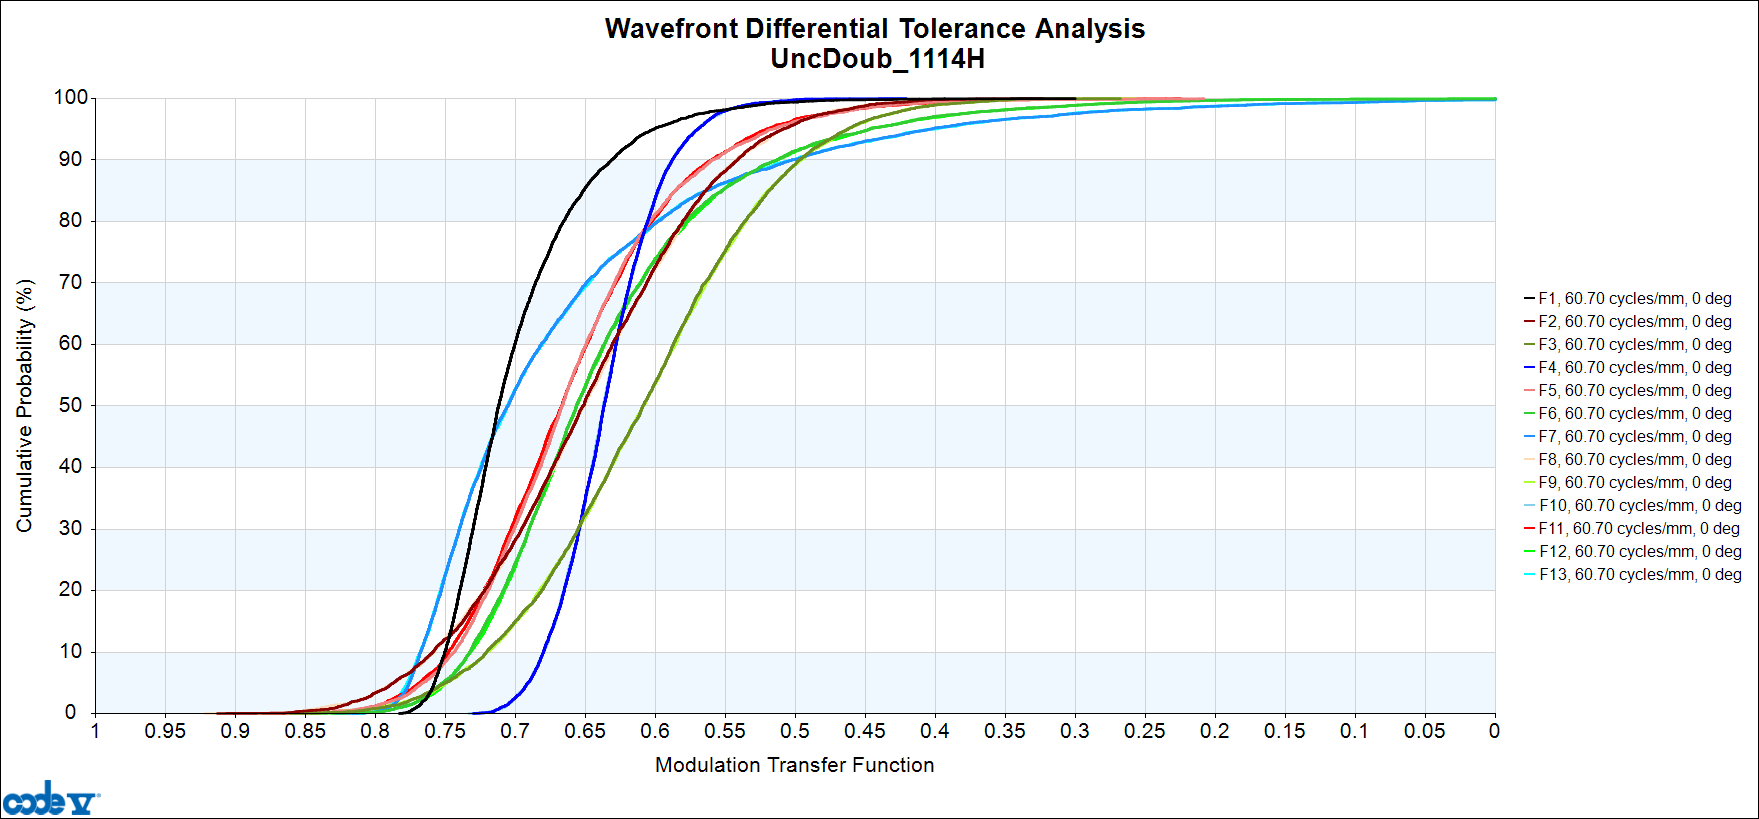 Wavefront Differential Tolerance Analysis
UncDoub_1114H
Cumulative Probability (%)
100
90
80
70
60
50
40
30
20
10
0
1 0.95 0.9 0.85 0.8 0.75 0.7 0.65 0.6 0.55 0.5 0.45 0.4 0.35 0.3 0.25 0.2 0.15 0.1 0.05 0
Modulation Transfer Function
F1, 60.70 cycles/mm, 0 deg
F2, 60.70 cycles/mm, 0 deg
F3, 60.70 cycles/mm, 0 deg
F4, 60.70 cycles/mm, 0 deg
F5, 60.70 cycles/mm, 0 deg
F6, 60.70 cycles/mm, 0 deg
F7, 60.70 cycles/mm, 0 deg
F8, 60.70 cycles/mm, 0 deg
F9, 60.70 cycles/mm, 0 deg
F10, 60.70 cycles/mm, 0 deg
F11, 60.70 cycles/mm, 0 deg
F12, 60.70 cycles/mm, 0 deg
F13, 60.70 cycles/mm, 0 deg
code V